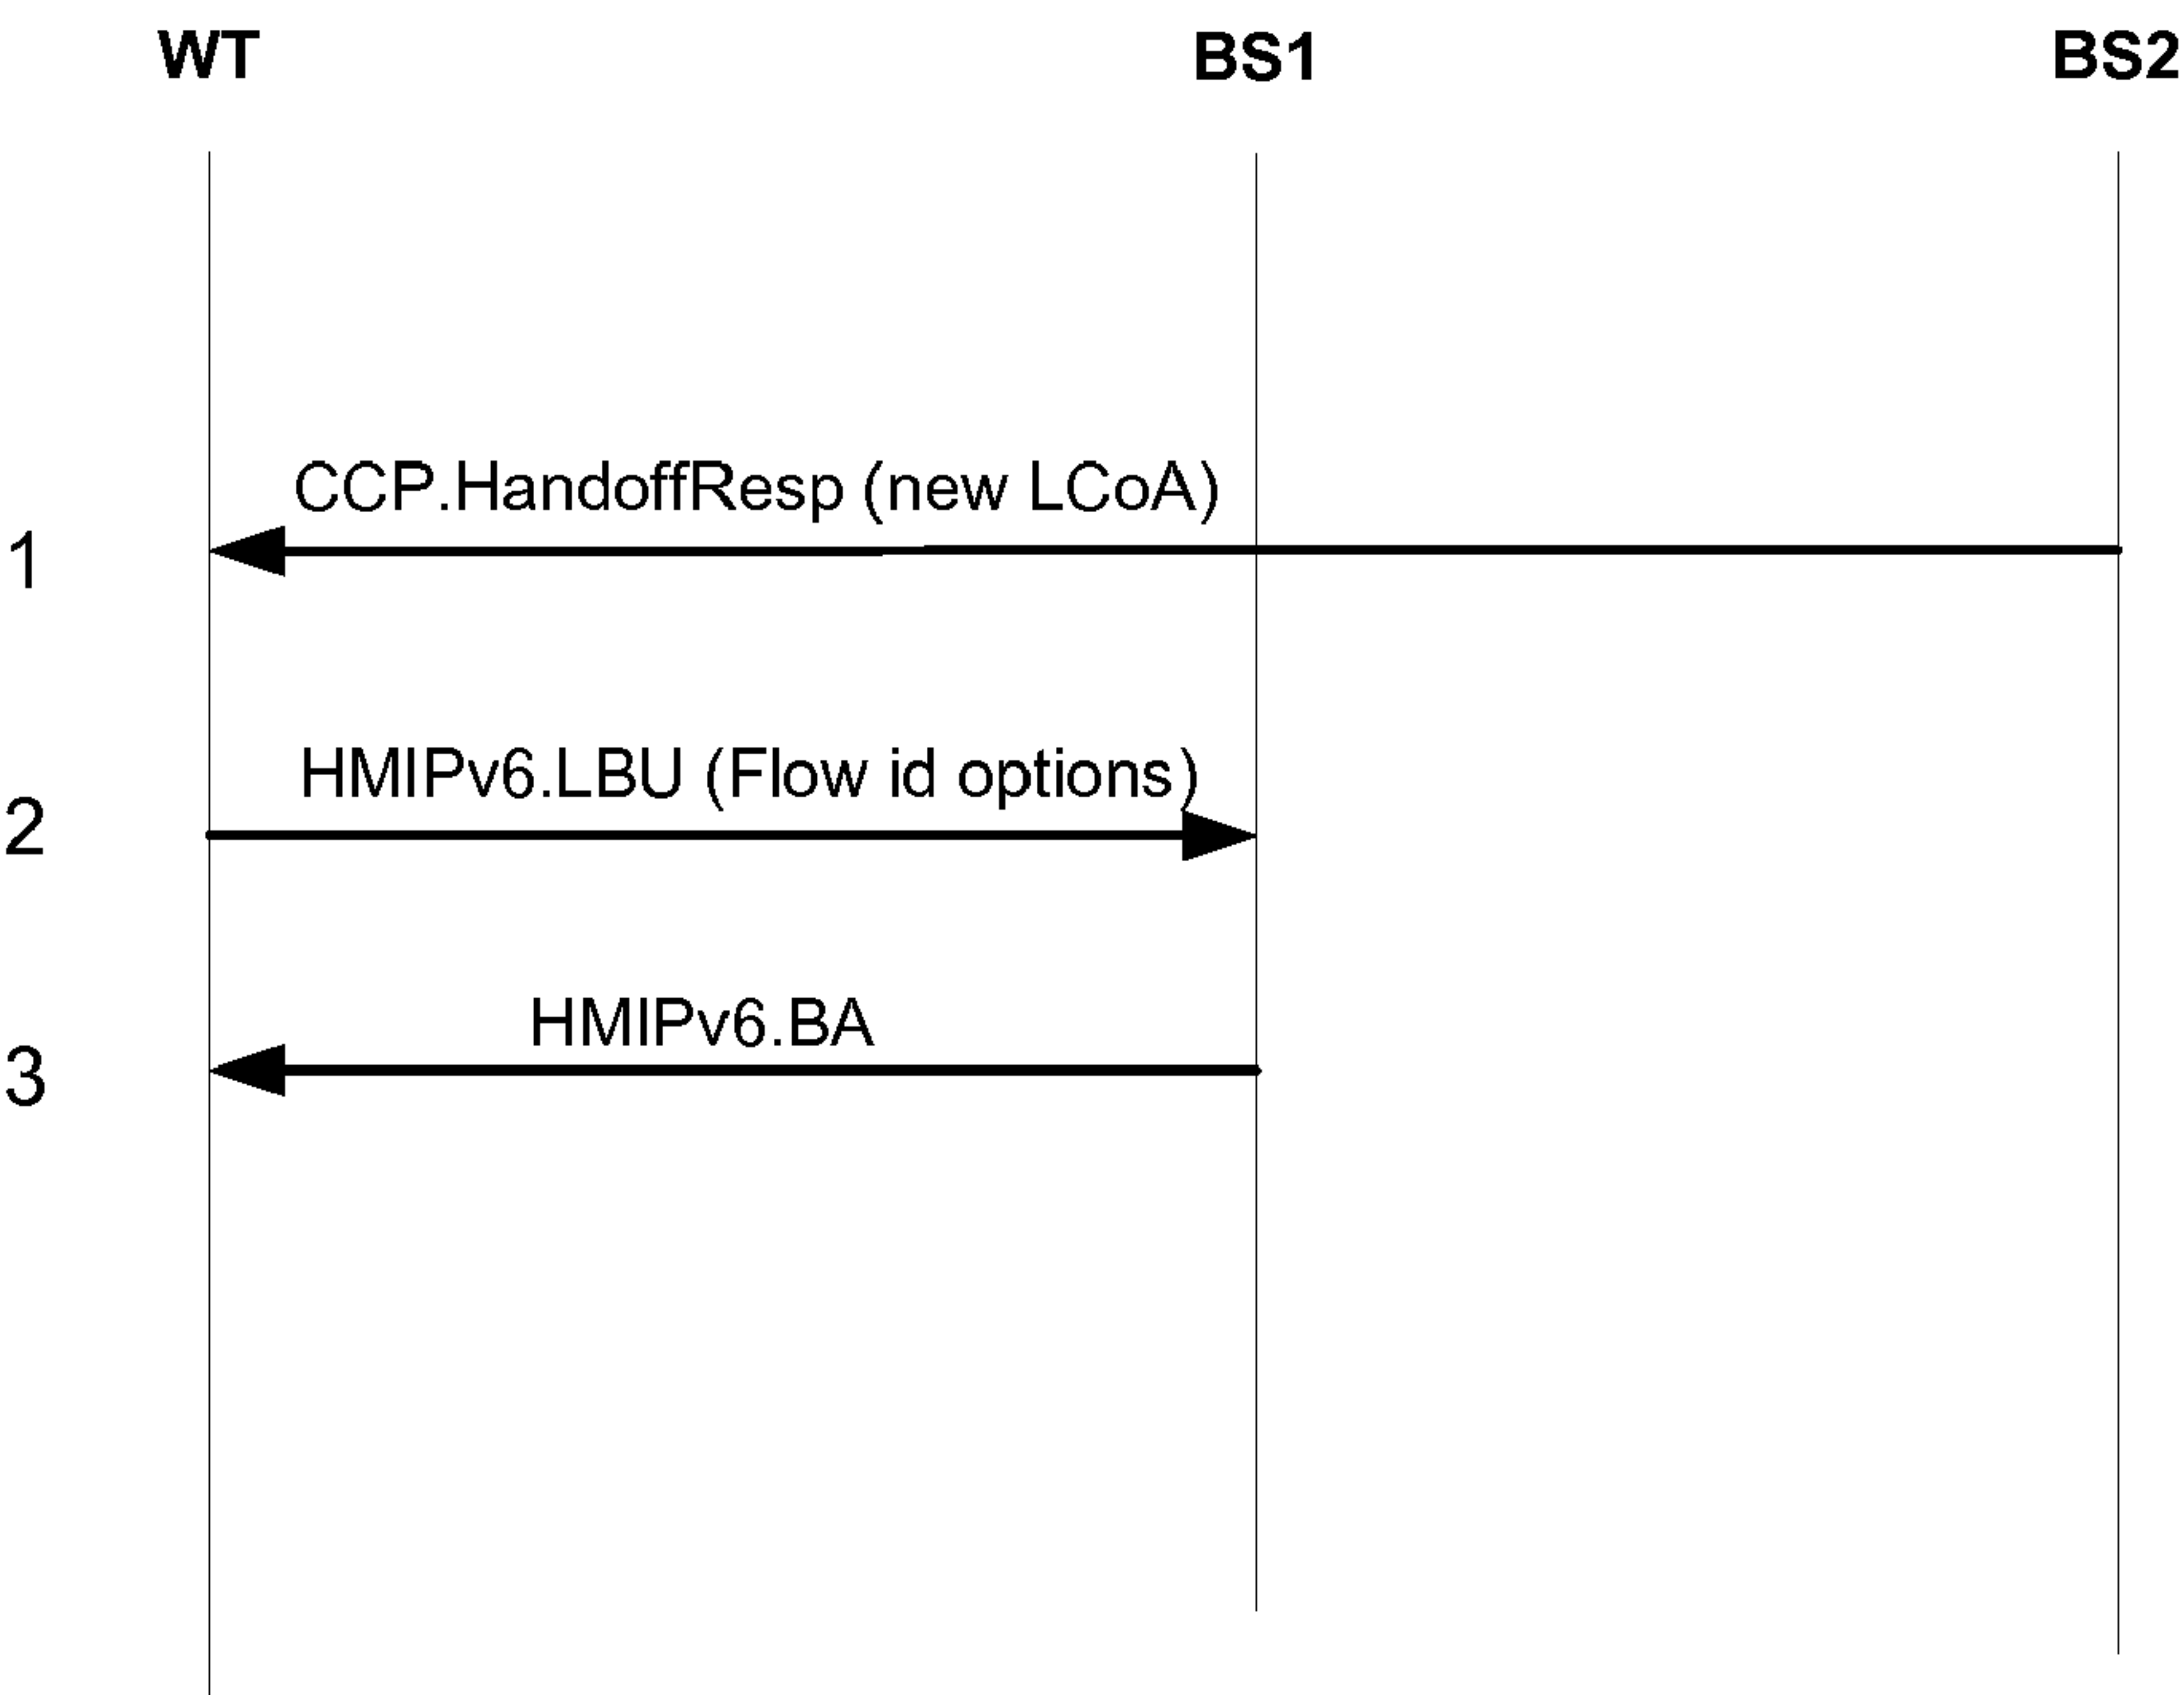 WT BS1 BS2
CCP.HandoffResp (new LCoA)
1
HMIPv6.LBU (Flow id options)
2
HMIPv6.BA
3